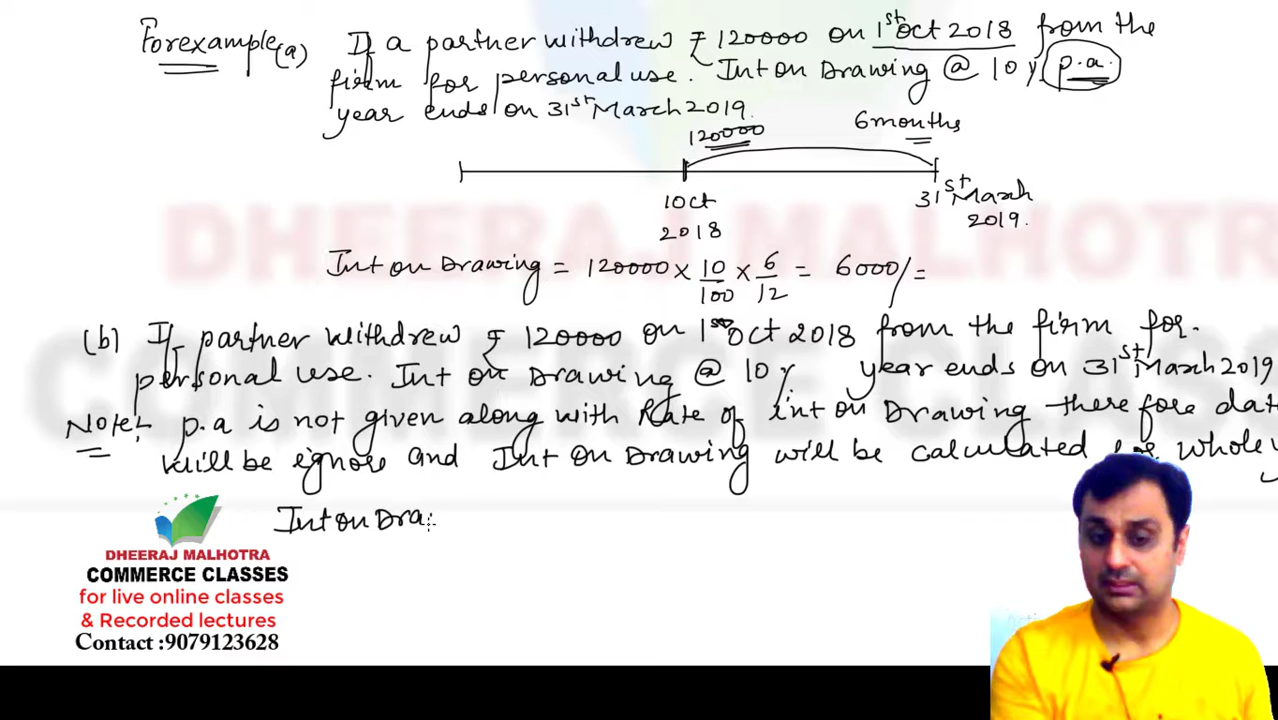 For example (a) If a partner withdrew ₹ 120000 on 1st Oct 2018 from the
firm for personal use. Int on Drawing @ 10 % p.a.
year ends on 31st March 2019.
120000 6 months
1 Oct 2018
31st March 2019.
Int on Drawing = 120000 × 10/100 × 6/12 = 6000/=
(b) If partner withdrew ₹ 120000 on 1st Oct 2018 from the firm for
personal use. Int on Drawing @ 10 % year ends on 31st March 2019
Note:- p.a is not given along with Rate of int on Drawing therefore date
will be ignore and Int on Drawing will be calculated for whole
Int on Dra
DHEERAJ MALHOTRA
COMMERCE CLASSES
for live online classes
& Recorded lectures
Contact :9079123628
DHEERAJ MALHOTRA
COMMERCE CLASSES